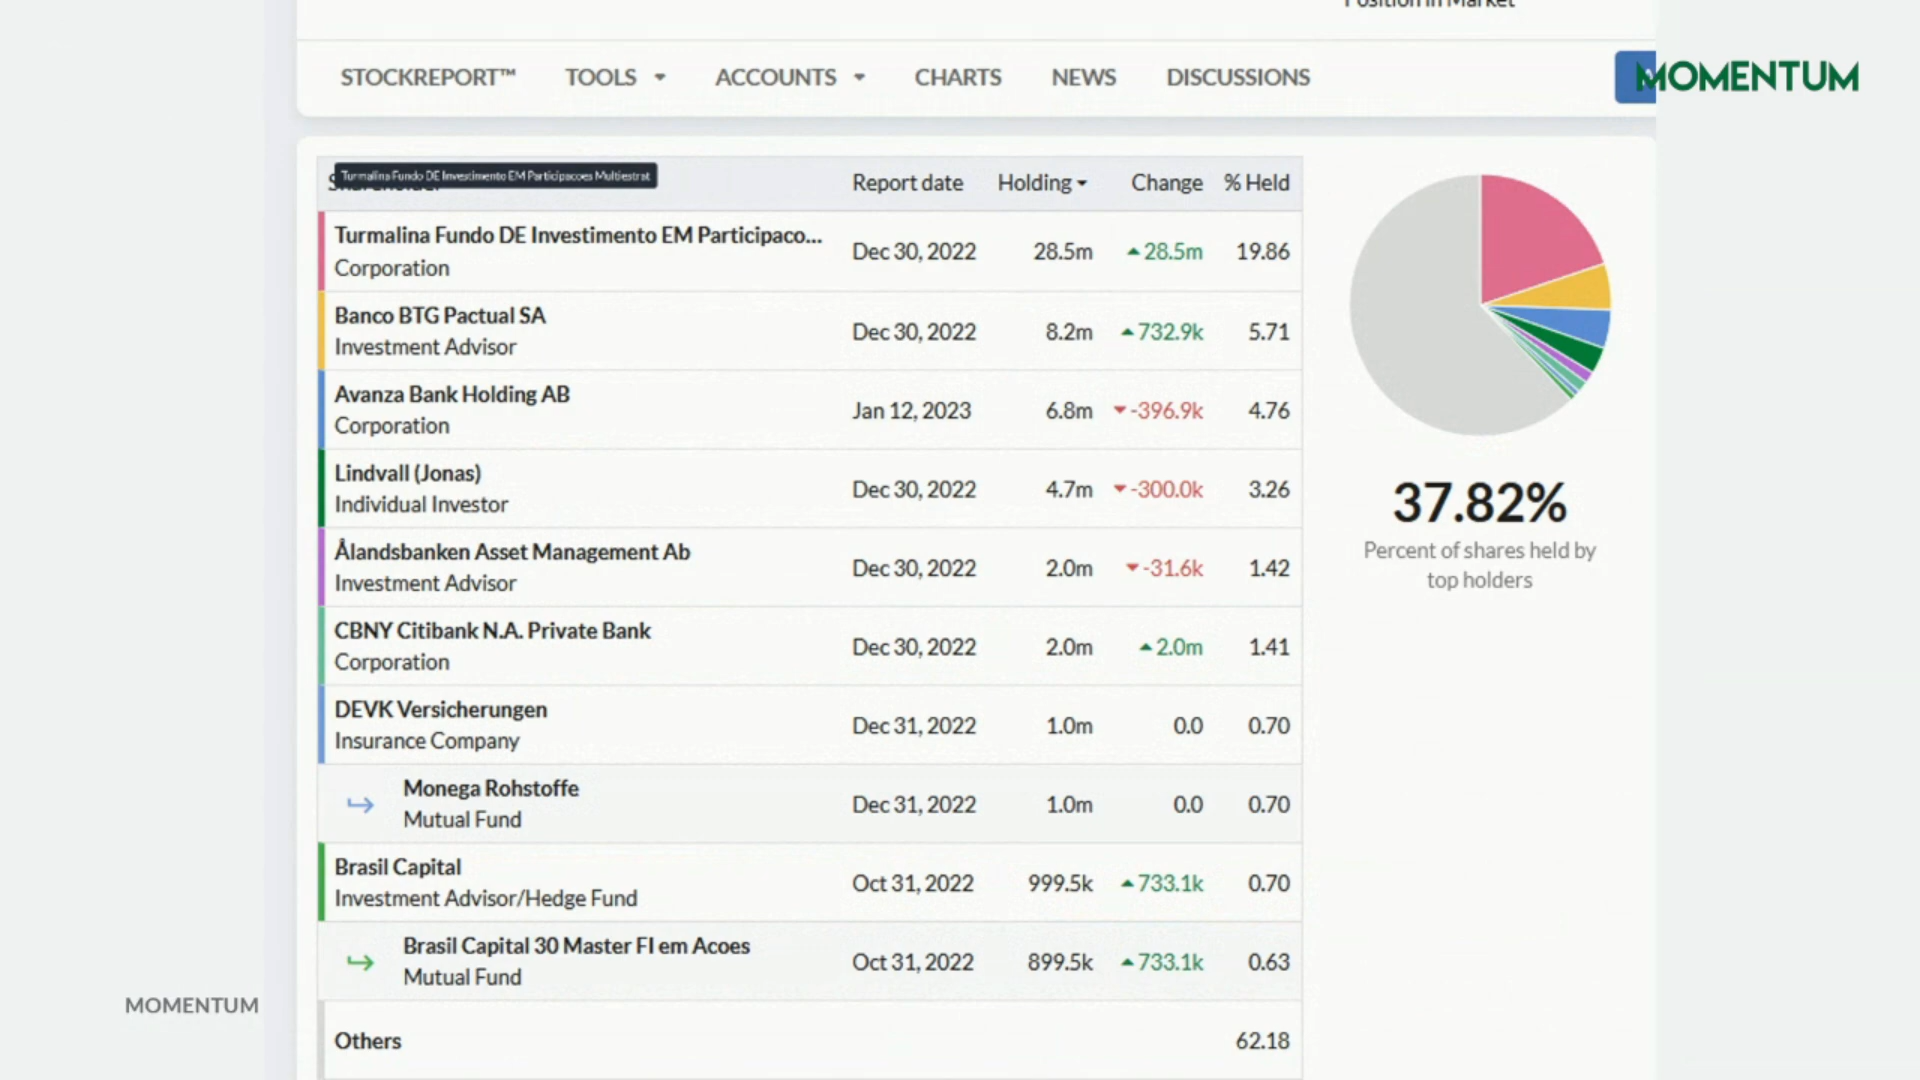 STOCKREPORT™ TOOLS ACCOUNTS CHARTS NEWS DISCUSSIONS
MOMENTUM
Turmalina Fundo DE Investimento EM Participacoes Multiestrat
Report date Holding Change % Held
Turmalina Fundo DE Investimento EM Participaco...
Corporation
Dec 30, 2022 28.5m 28.5m 19.86
Banco BTG Pactual SA
Investment Advisor
Dec 30, 2022 8.2m 732.9k 5.71
Avanza Bank Holding AB
Corporation
Jan 12, 2023 6.8m -396.9k 4.76
Lindvall (Jonas)
Individual Investor
Dec 30, 2022 4.7m -300.0k 3.26
Ålandsbanken Asset Management Ab
Investment Advisor
Dec 30, 2022 2.0m -31.6k 1.42
CBNY Citibank N.A. Private Bank
Corporation
Dec 30, 2022 2.0m 2.0m 1.41
DEVK Versicherungen
Insurance Company
Dec 31, 2022 1.0m 0.0 0.70
Monega Rohstoffe
Mutual Fund
Dec 31, 2022 1.0m 0.0 0.70
Brasil Capital
Investment Advisor/Hedge Fund
Oct 31, 2022 999.5k 733.1k 0.70
Brasil Capital 30 Master FI em Acoes
Mutual Fund
Oct 31, 2022 899.5k 733.1k 0.63
Others 62.18
37.82%
Percent of shares held by
top holders
MOMENTUM